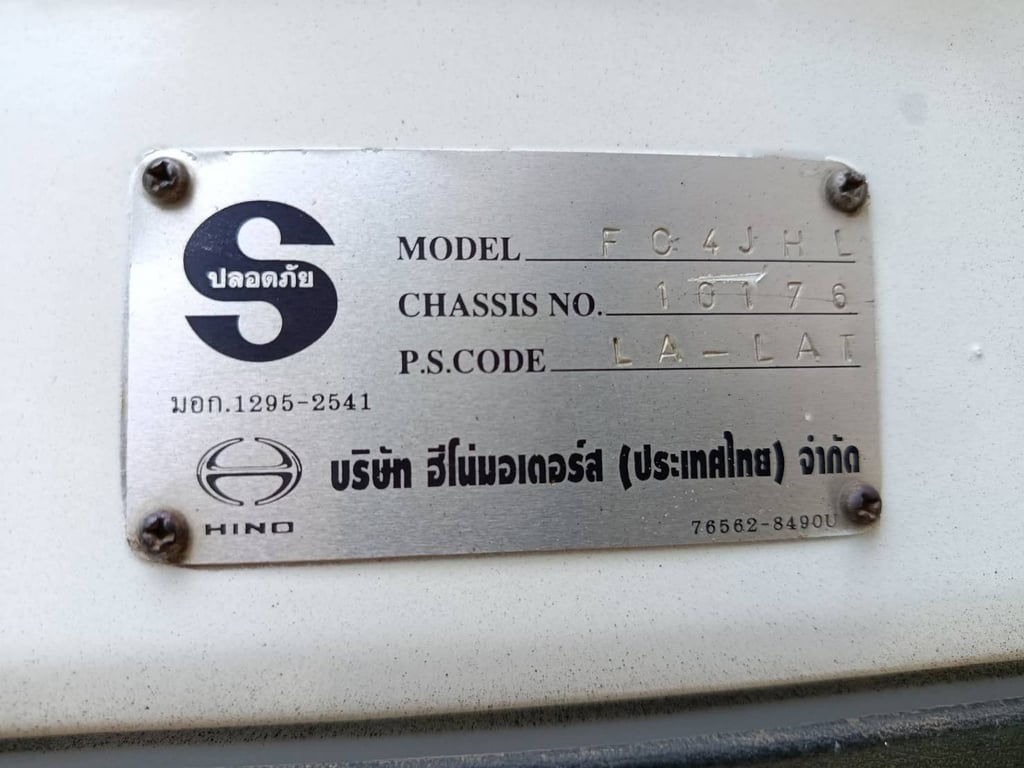 S
ปลอดภัย
มอก.1295-2541
MODEL FC4JHL
CHASSIS NO. 10176
P.S.CODE LA-LAT
HINO
บริษัท ฮีโน่มอเตอร์ส (ประเทศไทย) จำกัด
76562-8490U